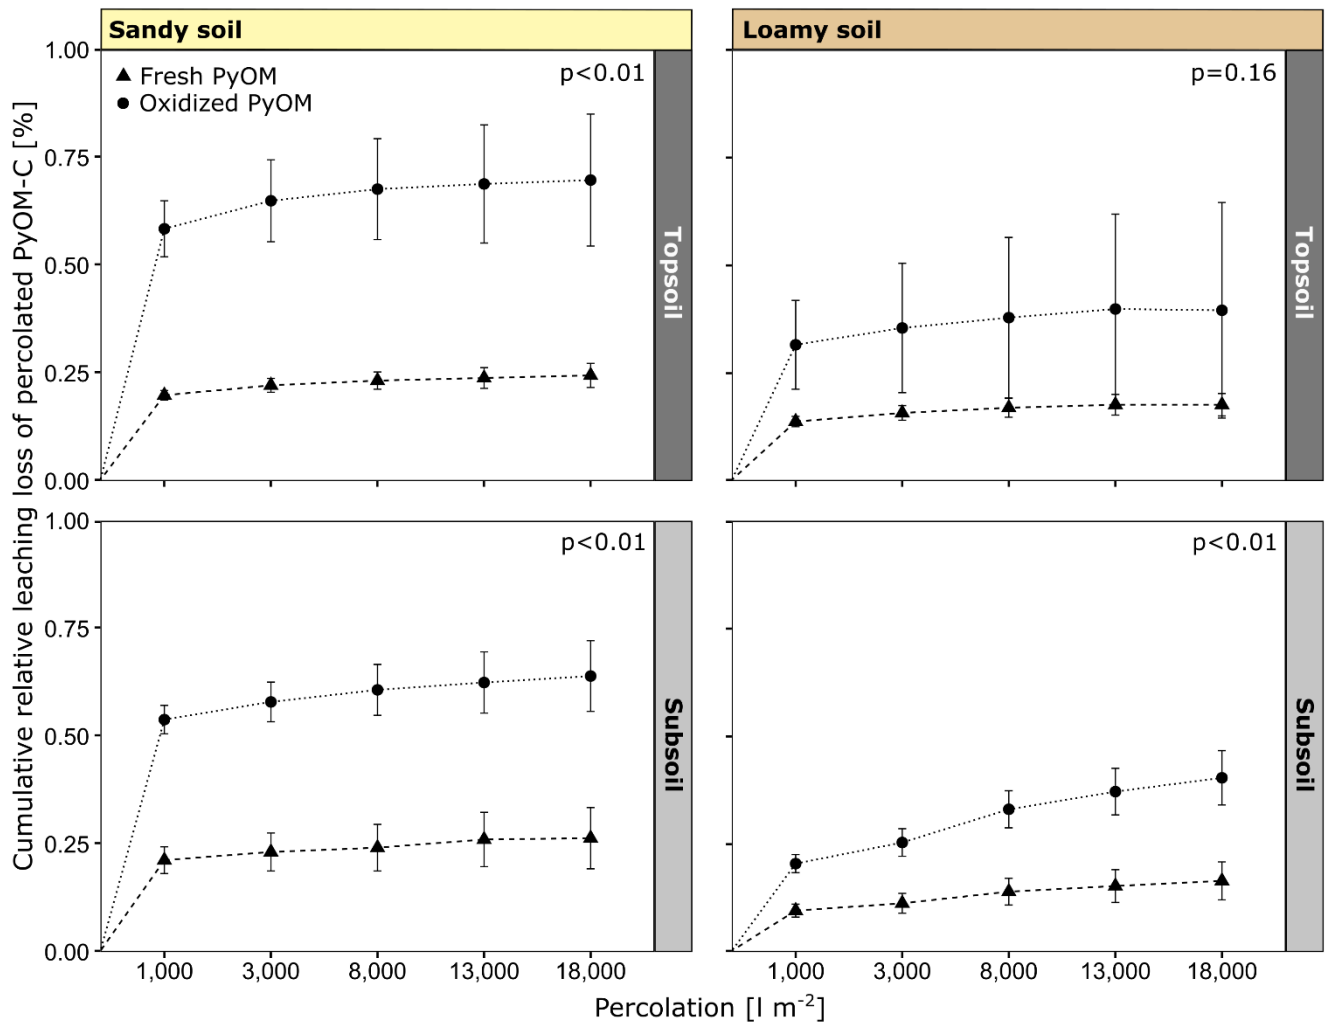 Sandy soil
Loamy soil
Cumulative relative leaching loss of percolated PyOM-C [%]
1.00
0.75
0.50
0.25
0.00
Fresh PyOM
Oxidized PyOM
p<0.01
Topsoil
p=0.16
Topsoil
1.00
0.75
0.50
0.25
0.00
p<0.01
Subsoil
p<0.01
Subsoil
1,000 3,000 8,000 13,000 18,000
1,000 3,000 8,000 13,000 18,000
Percolation [l m⁻²]